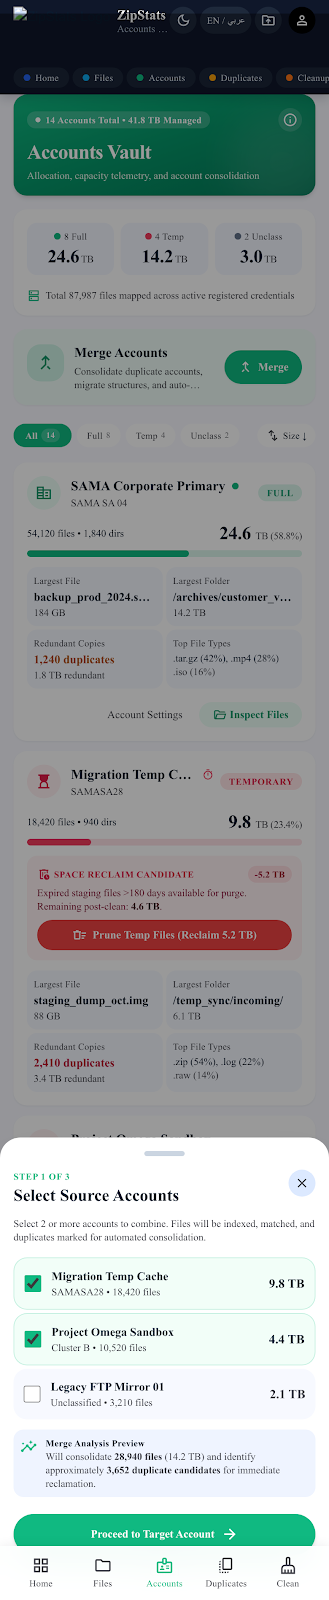 ZipStats
Accounts ...
EN / عربي
Home
Files
Accounts
Duplicates
Cleanup
14 Accounts Total • 41.8 TB Managed
Accounts Vault
Allocation, capacity telemetry, and account consolidation
8 Full
4 Temp
2 Unclass
24.6 TB
14.2 TB
3.0 TB
Total 87,987 files mapped across active registered credentials
Merge Accounts
Consolidate duplicate accounts,
migrate structures, and auto-...
Merge
All 14
Full 8
Temp 4
Unclass 2
Size ↓
SAMA Corporate Primary
SAMA SA 04
FULL
54,120 files • 1,840 dirs
24.6 TB (58.8%)
Largest File
backup_prod_2024.s...
184 GB
Largest Folder
/archives/customer_v...
14.2 TB
Redundant Copies
1,240 duplicates
1.8 TB redundant
Top File Types
.tar.gz (42%), .mp4 (28%)
.iso (16%)
Account Settings
Inspect Files
Migration Temp C...
SAMASA28
TEMPORARY
18,420 files • 940 dirs
9.8 TB (23.4%)
SPACE RECLAIM CANDIDATE
-5.2 TB
Expired staging files >180 days available for purge.
Remaining post-clean: 4.6 TB.
Prune Temp Files (Reclaim 5.2 TB)
Largest File
staging_dump_oct.img
88 GB
Largest Folder
/temp_sync/incoming/
6.1 TB
Redundant Copies
2,410 duplicates
3.4 TB redundant
Top File Types
.zip (54%), .log (22%)
.raw (14%)
Project Omega Sandbox
STEP 1 OF 3
Select Source Accounts
Select 2 or more accounts to combine. Files will be indexed, matched, and
duplicates marked for automated consolidation.
Migration Temp Cache
SAMASA28 • 18,420 files
9.8 TB
Project Omega Sandbox
Cluster B • 10,520 files
4.4 TB
Legacy FTP Mirror 01
Unclassified • 3,210 files
2.1 TB
Merge Analysis Preview
Will consolidate 28,940 files (14.2 TB) and identify
approximately 3,652 duplicate candidates for immediate
reclamation.
Proceed to Target Account
Home
Files
Accounts
Duplicates
Clean